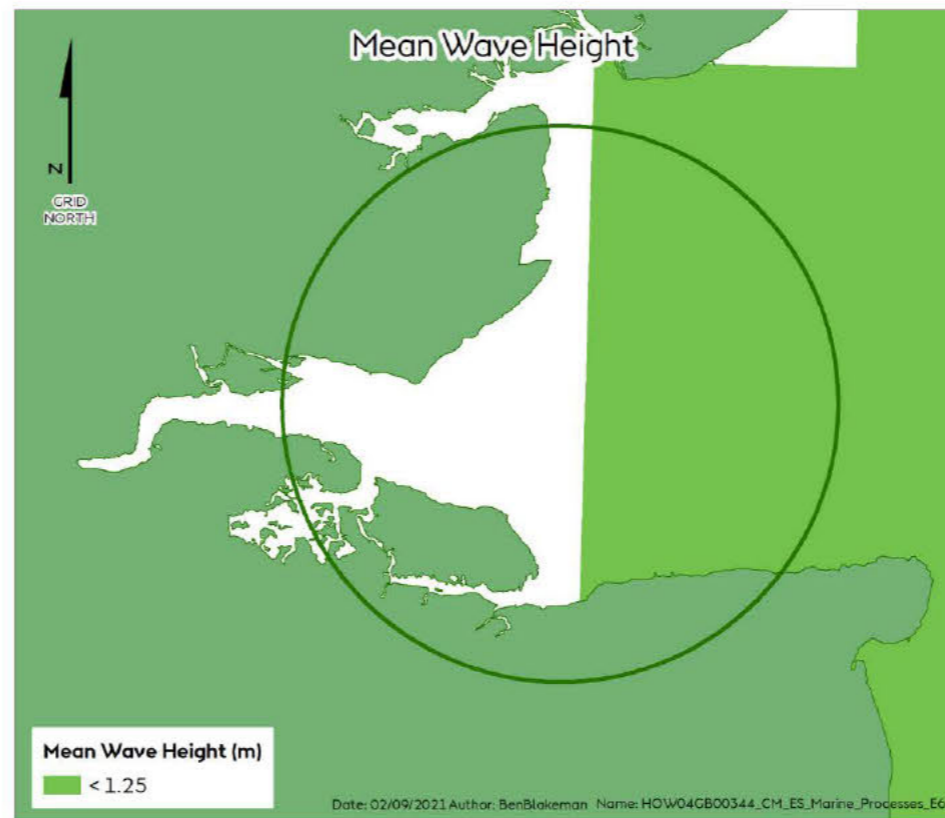 Mean Wave Height
N
GRID
NORTH
Mean Wave Height (m)
< 1.25
Date: 02/09/2021 Author: BenBlakeman Name: HOW04GB00344_CM_ES_Marine_Processes_E6